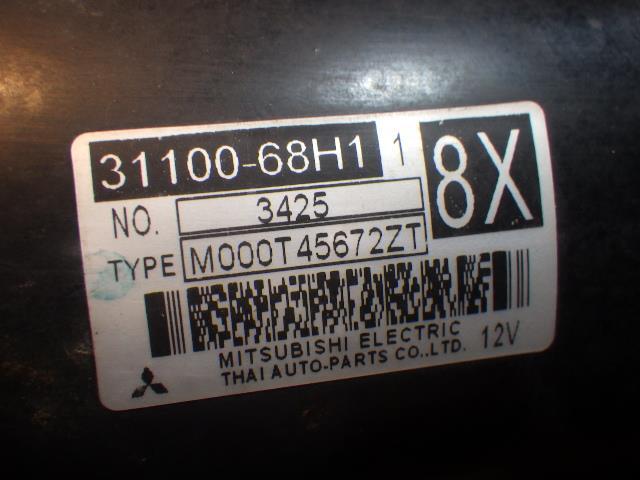 31100-68H1 1 8X
NO. 3425
TYPE M000T45672ZT
MITSUBISHI ELECTRIC
THAI AUTO-PARTS CO.,LTD. 12V